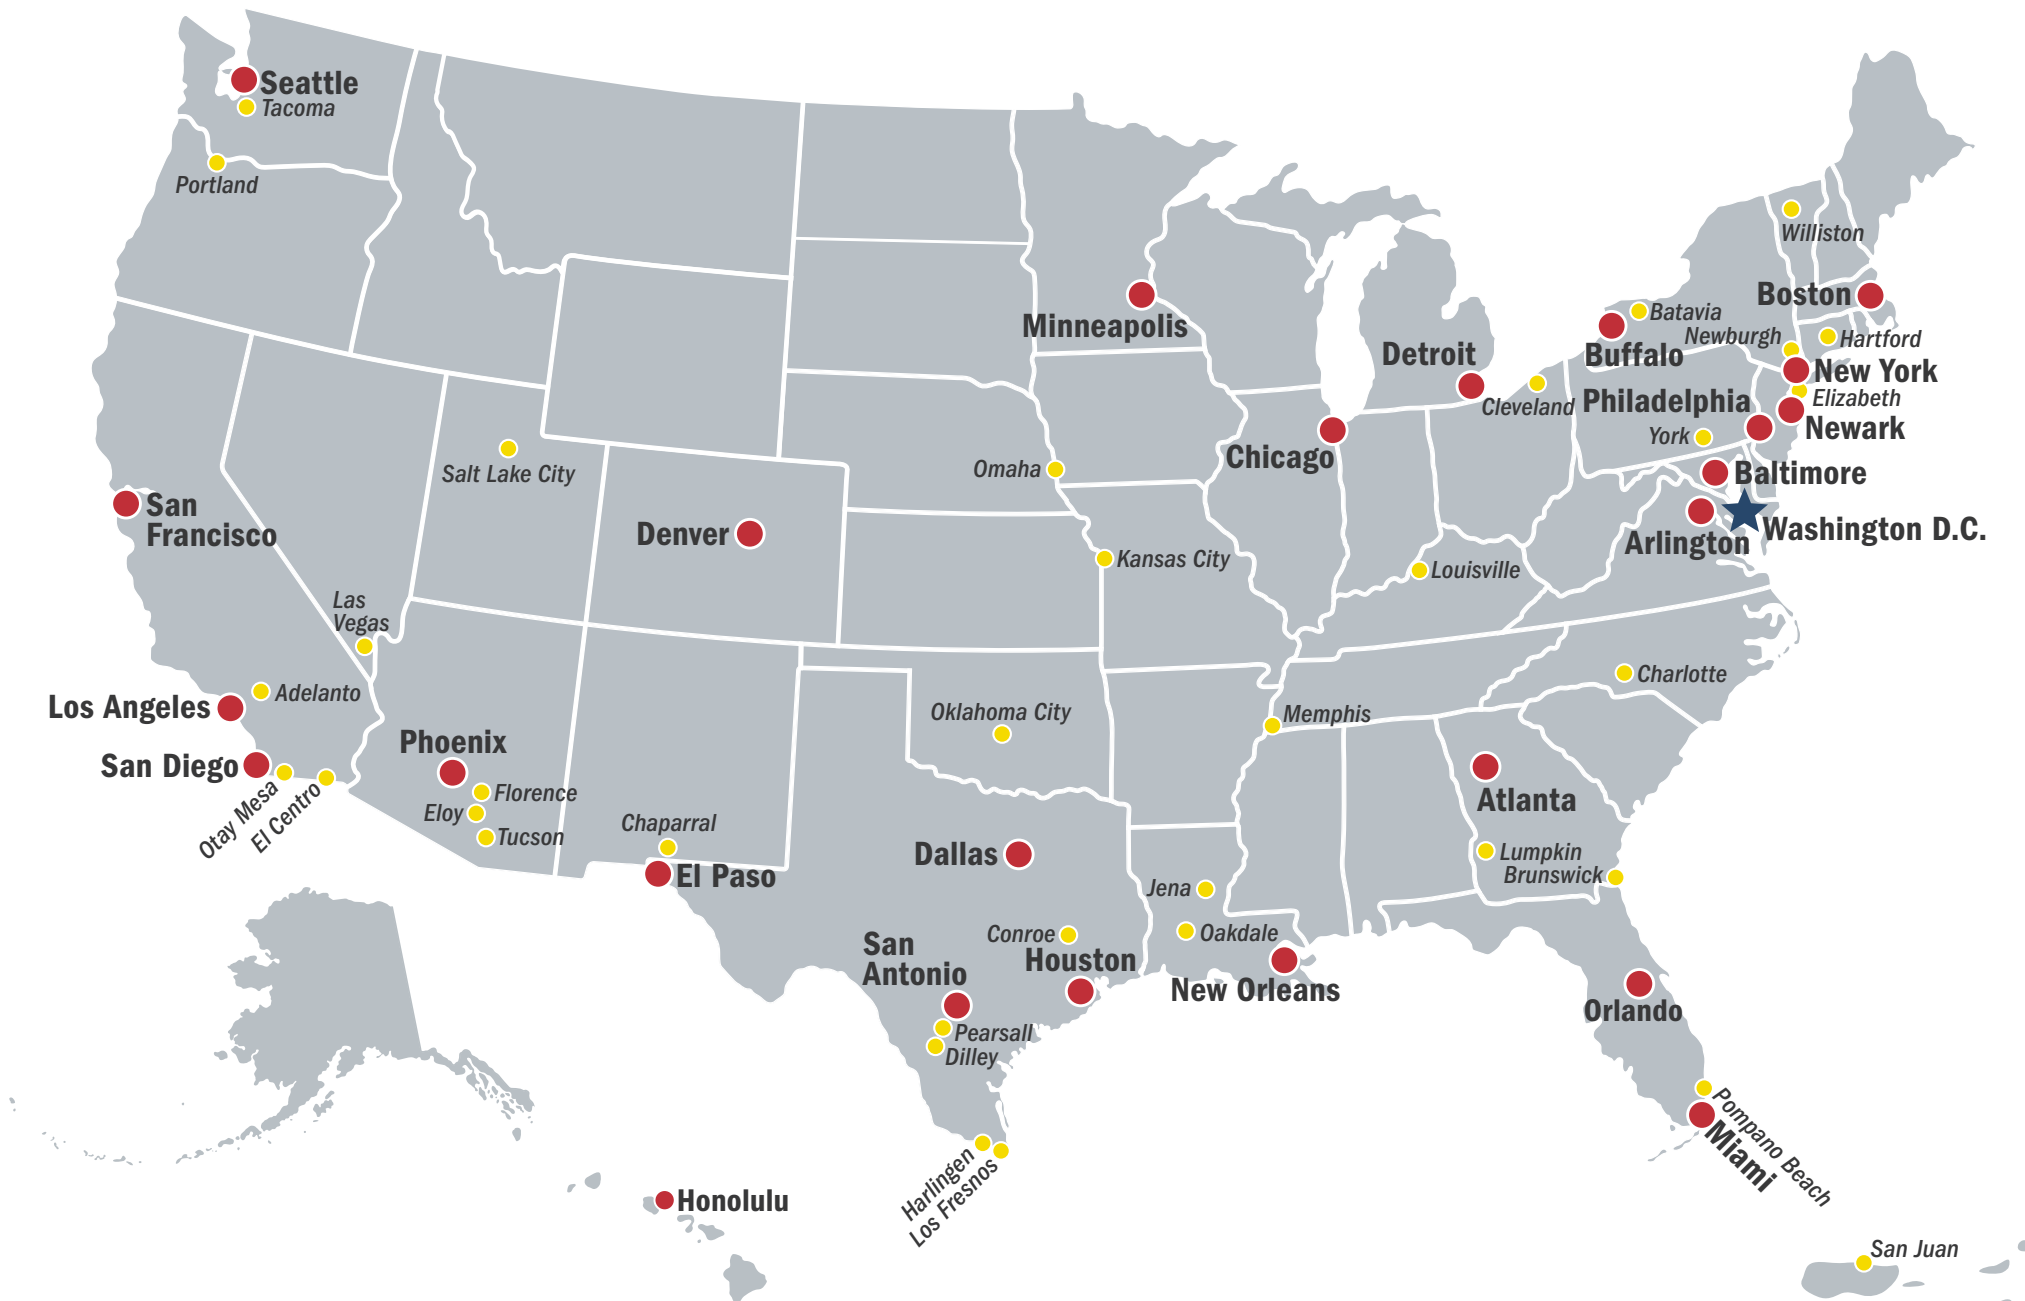 Seattle
Tacoma
Portland
Williston
Boston
Minneapolis
Batavia
Newburgh
Hartford
Detroit
Buffalo
New York
Cleveland
Philadelphia
Elizabeth
York
Newark
Chicago
Omaha
Salt Lake City
Baltimore
San
Francisco
Denver
Arlington
Washington D.C.
Kansas City
Louisville
Las
Vegas
Adelanto
Los Angeles
Charlotte
Oklahoma City
Memphis
Phoenix
San Diego
Otay Mesa
El Centro
Florence
Eloy
Tucson
Chaparral
El Paso
Dallas
Atlanta
Lumpkin
Brunswick
Jena
Oakdale
Conroe
Houston
San
Antonio
New Orleans
Orlando
Pearsall
Dilley
Pompano Beach
Miami
Harlingen
Los Fresnos
Honolulu
San Juan